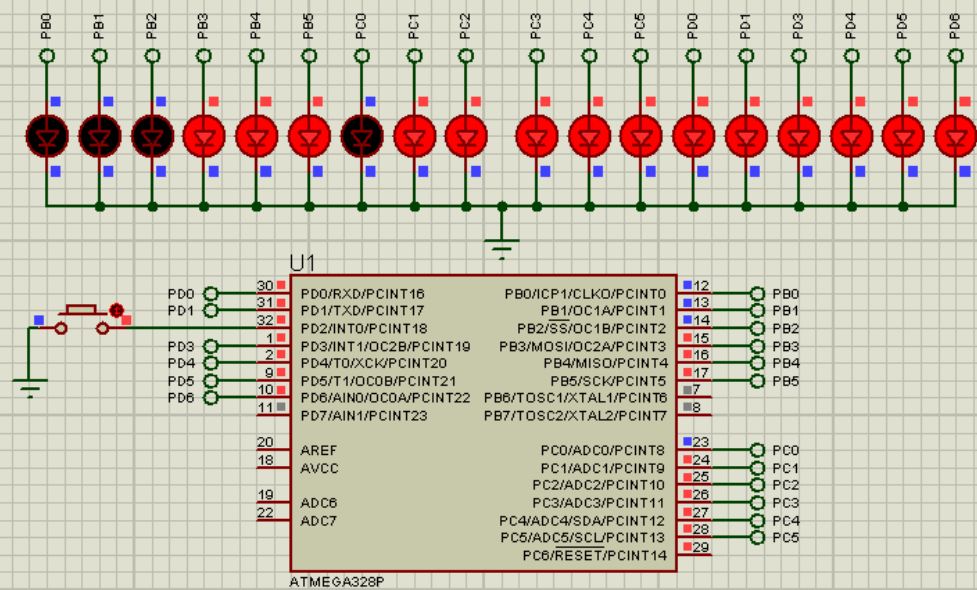 PB0 PB1 PB2 PB3 PB4 PB5 PC0 PC1 PC2 PC3 PC4 PC5 PD0 PD1 PD3 PD4 PD5 PD6
U1
PD0 30 PD0/RXD/PCINT16 PB0/ICP1/CLKO/PCINT0 12 PB0
PD1 31 PD1/TXD/PCINT17 PB1/OC1A/PCINT1 13 PB1
32 PD2/INT0/PCINT18 PB2/SS/OC1B/PCINT2 14 PB2
PD3 1 PD3/INT1/OC2B/PCINT19 PB3/MOSI/OC2A/PCINT3 15 PB3
PD4 2 PD4/T0/XCK/PCINT20 PB4/MISO/PCINT4 16 PB4
PD5 9 PD5/T1/OC0B/PCINT21 PB5/SCK/PCINT5 17 PB5
PD6 10 PD6/AIN0/OC0A/PCINT22 PB6/TOSC1/XTAL1/PCINT6 7
11 PD7/AIN1/PCINT23 PB7/TOSC2/XTAL2/PCINT7 8
20 AREF PC0/ADC0/PCINT8 23 PC0
18 AVCC PC1/ADC1/PCINT9 24 PC1
PC2/ADC2/PCINT10 25 PC2
19 ADC6 PC3/ADC3/PCINT11 26 PC3
22 ADC7 PC4/ADC4/SDA/PCINT12 27 PC4
PC5/ADC5/SCL/PCINT13 28 PC5
PC6/RESET/PCINT14 29
ATMEGA328P